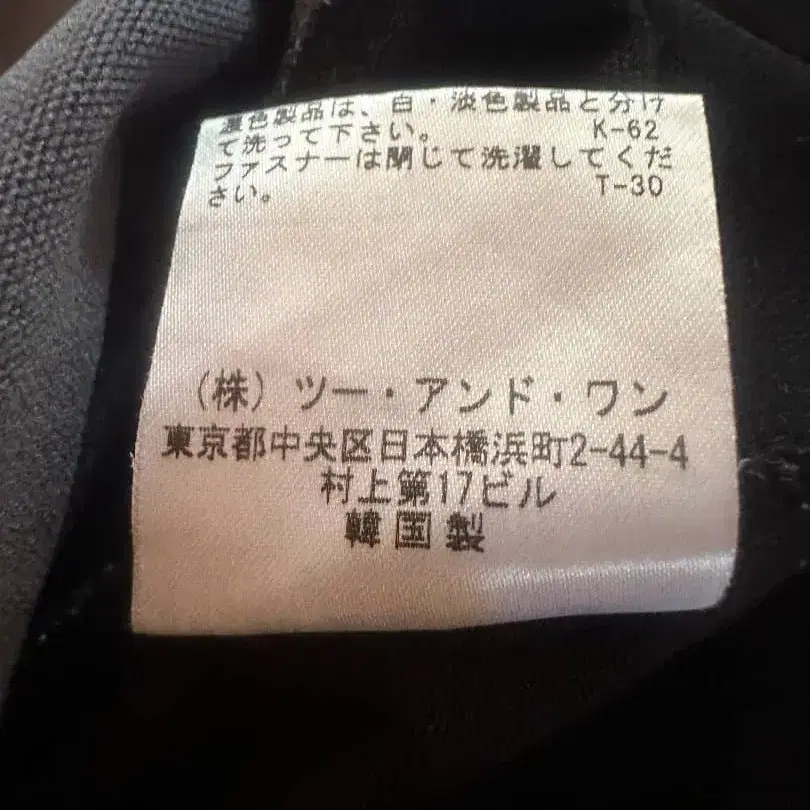 濃色製品は、白・淡色製品と分け
て洗って下さい。 K-62
ファスナーは閉じて洗濯してくだ
さい。 T-30
(株) ツー・アンド・ワン
東京都中央区日本橋浜町2-44-4
村上第17ビル
韓国製